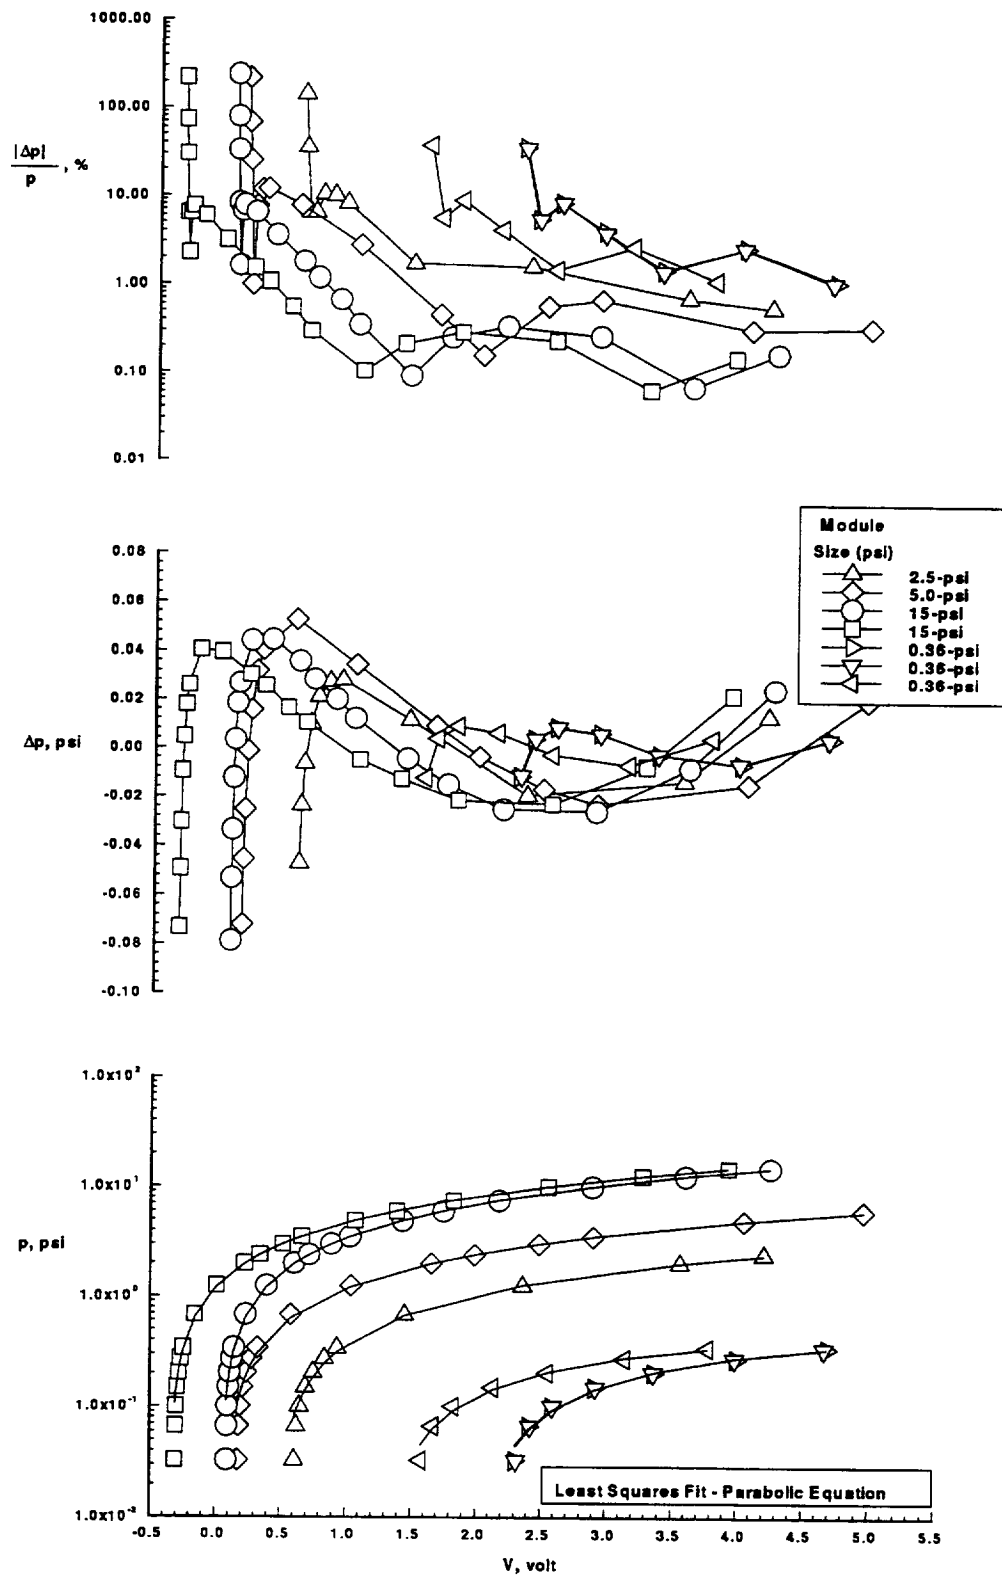 1000.00
100.00
|Δp|
p , %
10.00
1.00
0.10
0.01
Module
Size (psi)
2.5-psi
5.0-psi
15-psi
15-psi
0.36-psi
0.36-psi
0.36-psi
0.08
0.06
0.04
0.02
Δp, psi
0.00
-0.02
-0.04
-0.06
-0.08
-0.10
1.0x10²
1.0x10¹
p, psi
1.0x10⁰
1.0x10⁻¹
1.0x10⁻²
Least Squares Fit - Parabolic Equation
-0.5 0.0 0.5 1.0 1.5 2.0 2.5 3.0 3.5 4.0 4.5 5.0 5.5
V, volt